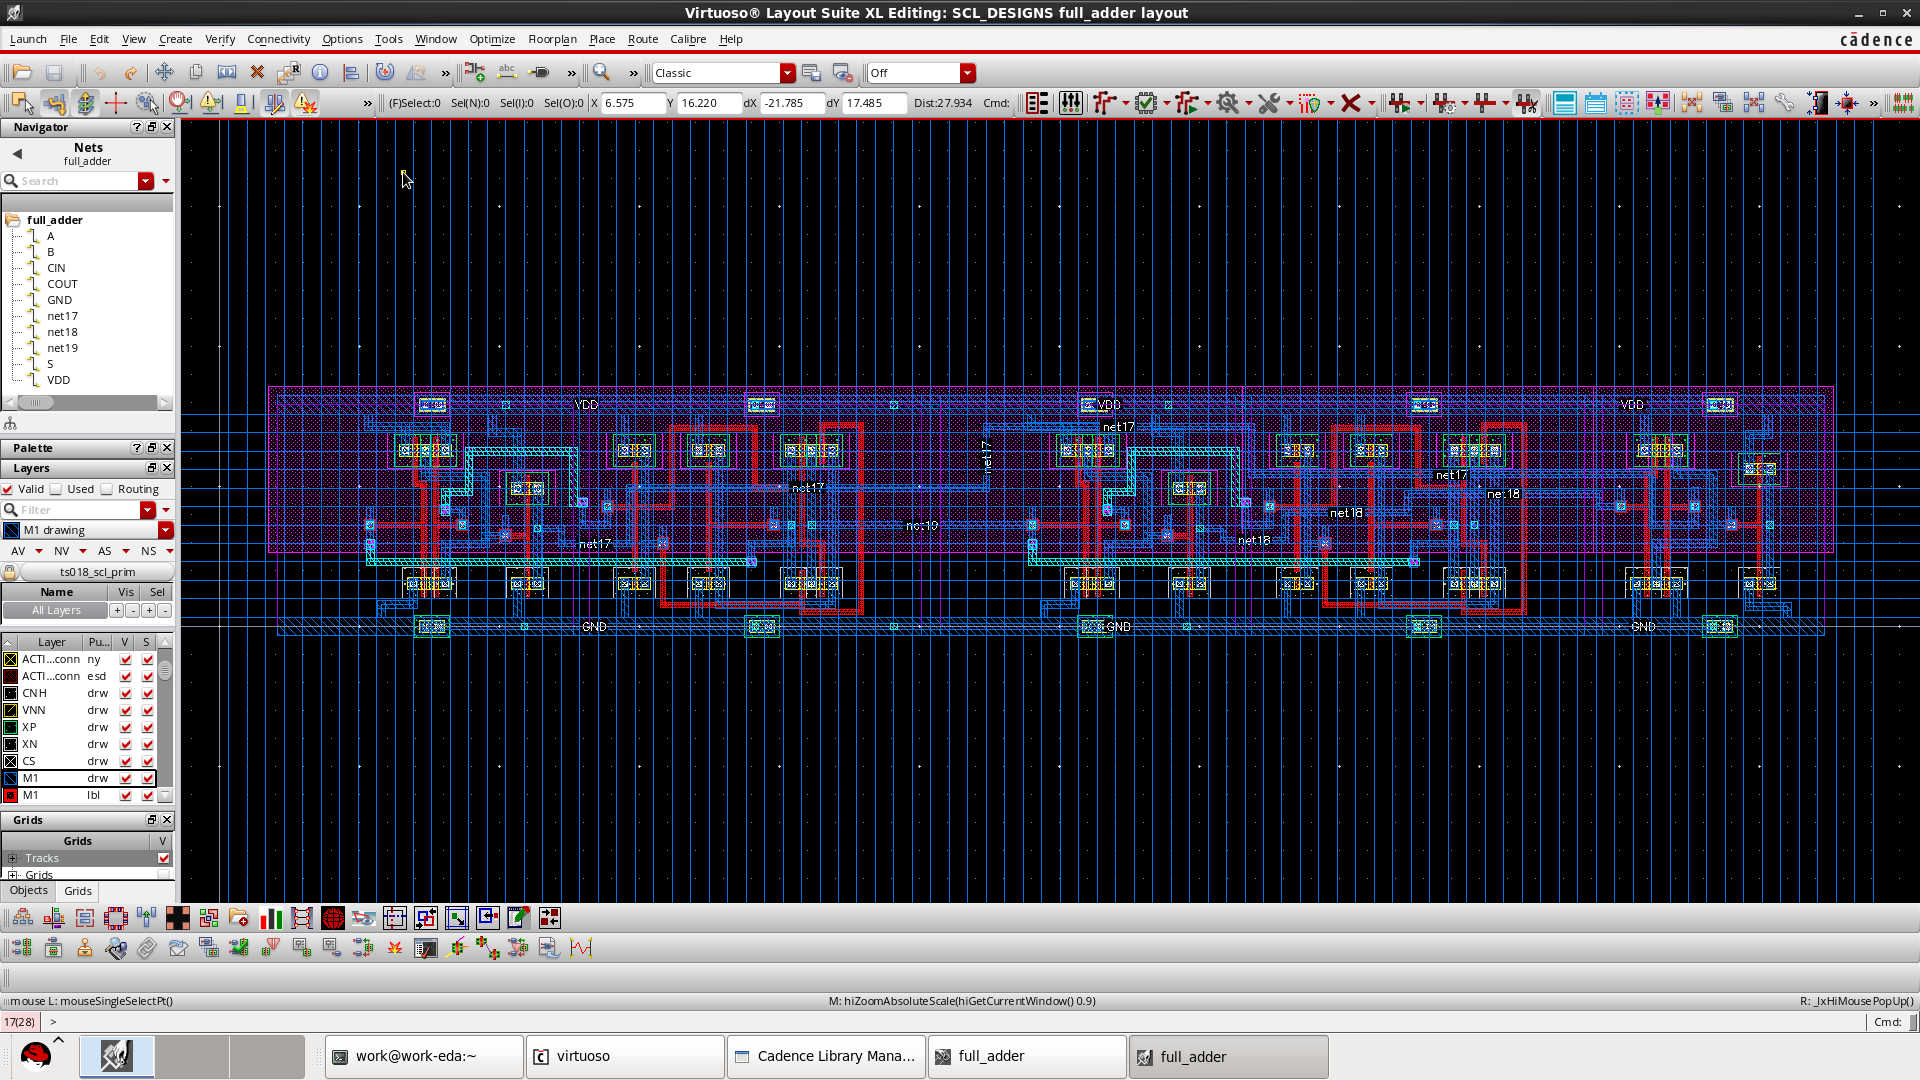 Virtuoso® Layout Suite XL Editing: SCL_DESIGNS full_adder layout
Launch File Edit View Create Verify Connectivity Options Tools Window Optimize Floorplan Place Route Calibre Help
cādence
Classic
Off
(F)Select:0 Sel(N):0 Sel(I):0 Sel(O):0 X 6.575 Y 16.220 dX -21.785 dY 17.485 Dist:27.934 Cmd:
Navigator
Nets
full_adder
Search
full_adder
A
B
CIN
COUT
GND
net17
net18
net19
S
VDD
Palette
Layers
Valid Used Routing
Filter
M1 drawing
AV NV AS NS
ts018_scl_prim
Name Vis Sel
All Layers + - + -
Layer Pu... V S
ACTI...conn ny
ACTI...conn esd
CNH drw
VNN drw
XP drw
XN drw
CS drw
M1 drw
M1 lbl
Grids
Grids V
Tracks
Grids
Objects Grids
VDD VDD VDD
net17
net17
net17
net17
net18
net18
net19
net18
net17
GND GND GND
mouse L: mouseSingleSelectPt() M: hiZoomAbsoluteScale(hiGetCurrentWindow() 0.9) R: _lxHiMousePopUp()
17(28) > Cmd:
work@work-eda:~
virtuoso
Cadence Library Mana...
full_adder
full_adder